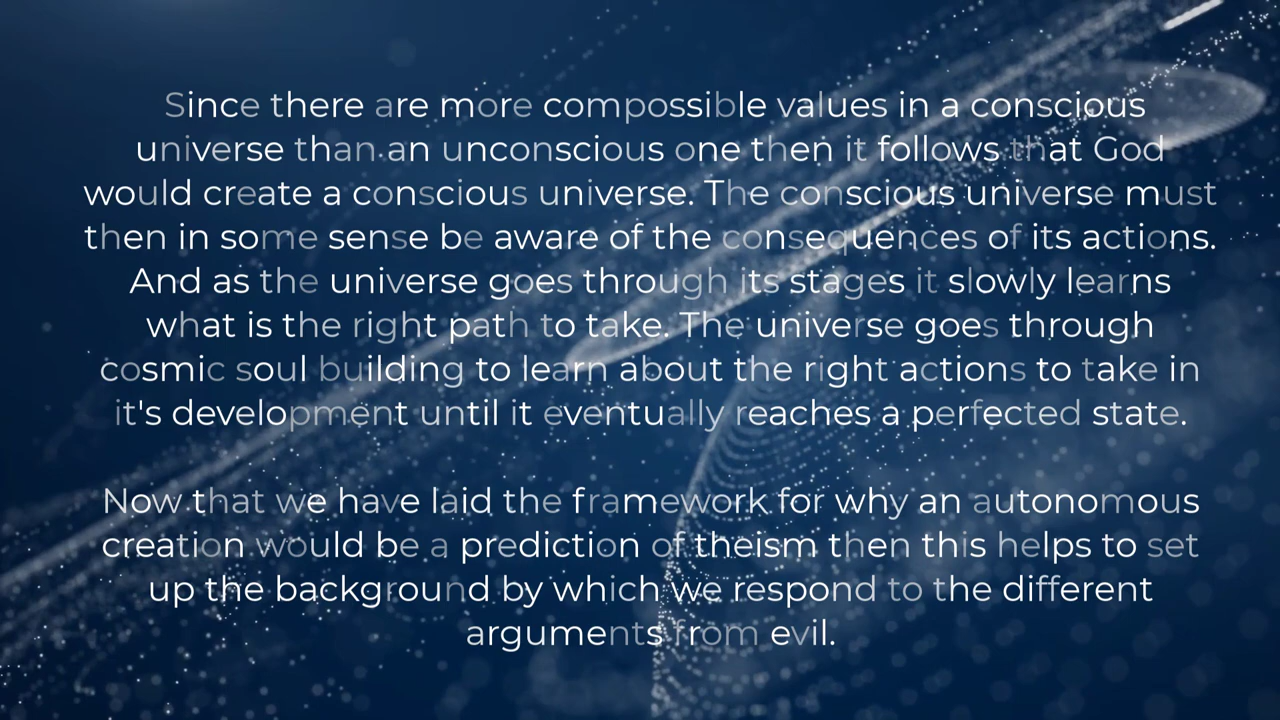 Since there are more compossible values in a conscious
universe than an unconscious one then it follows that God
would create a conscious universe. The conscious universe must
then in some sense be aware of the consequences of its actions.
And as the universe goes through its stages it slowly learns
what is the right path to take. The universe goes through
cosmic soul building to learn about the right actions to take in
it's development until it eventually reaches a perfected state.
Now that we have laid the framework for why an autonomous
creation would be a prediction of theism then this helps to set
up the background by which we respond to the different
arguments from evil.